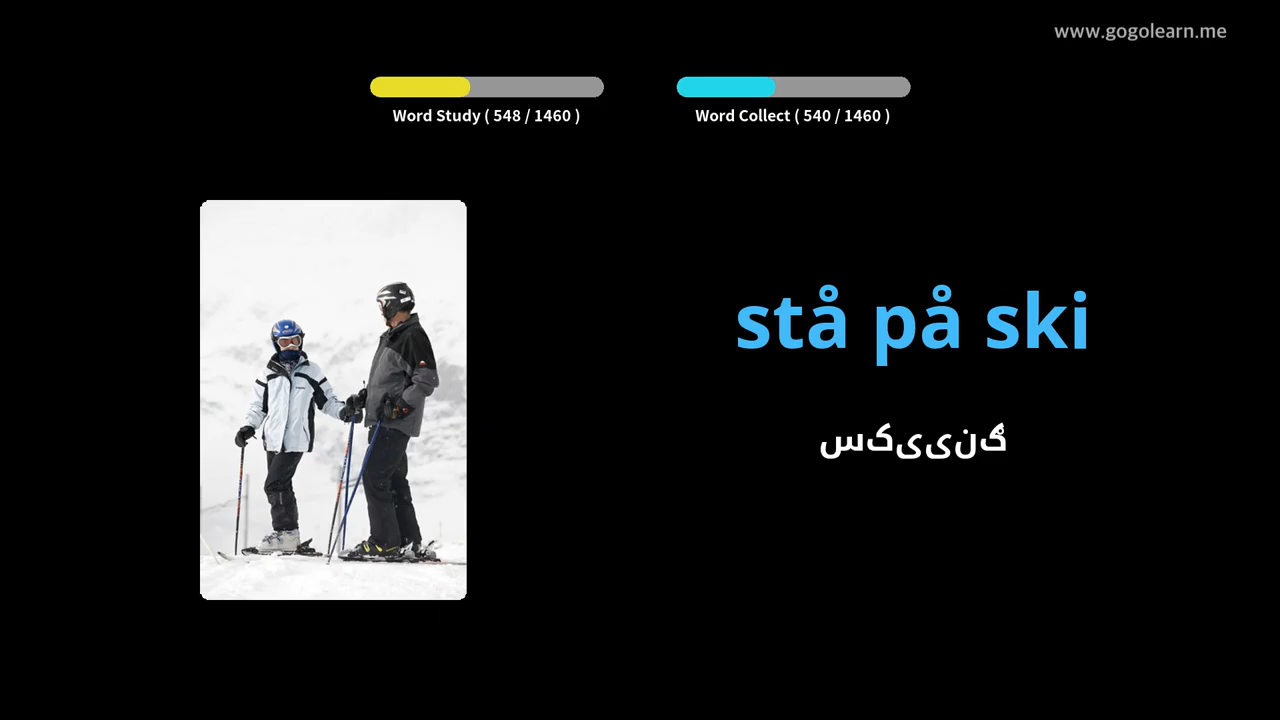 www.gogolearn.me
Word Study ( 548 / 1460 )
Word Collect ( 540 / 1460 )
stå på ski
سکیینگ